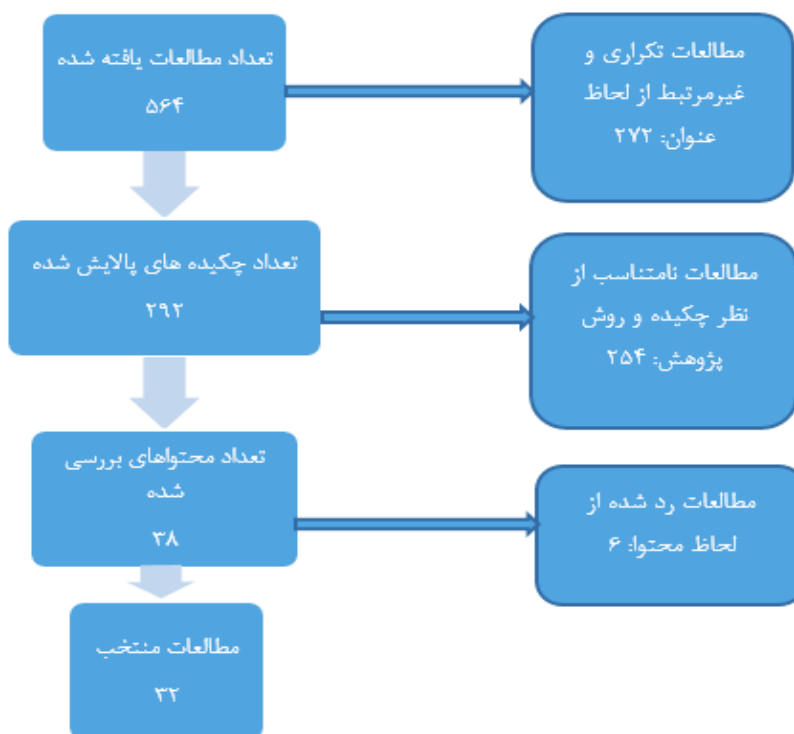 تعداد مطالعات یافته شده
۵۶۴
مطالعات تکراری و
غیرمرتبط از لحاظ
عنوان: ۲۷۲
تعداد چکیده های پالایش شده
۲۹۲
مطالعات نامتناسب از
نظر چکیده و روش
پژوهش: ۲۵۴
تعداد محتواهای بررسی
شده
۳۸
مطالعات رد شده از
لحاظ محتوا: ۶
مطالعات منتخب
۳۲